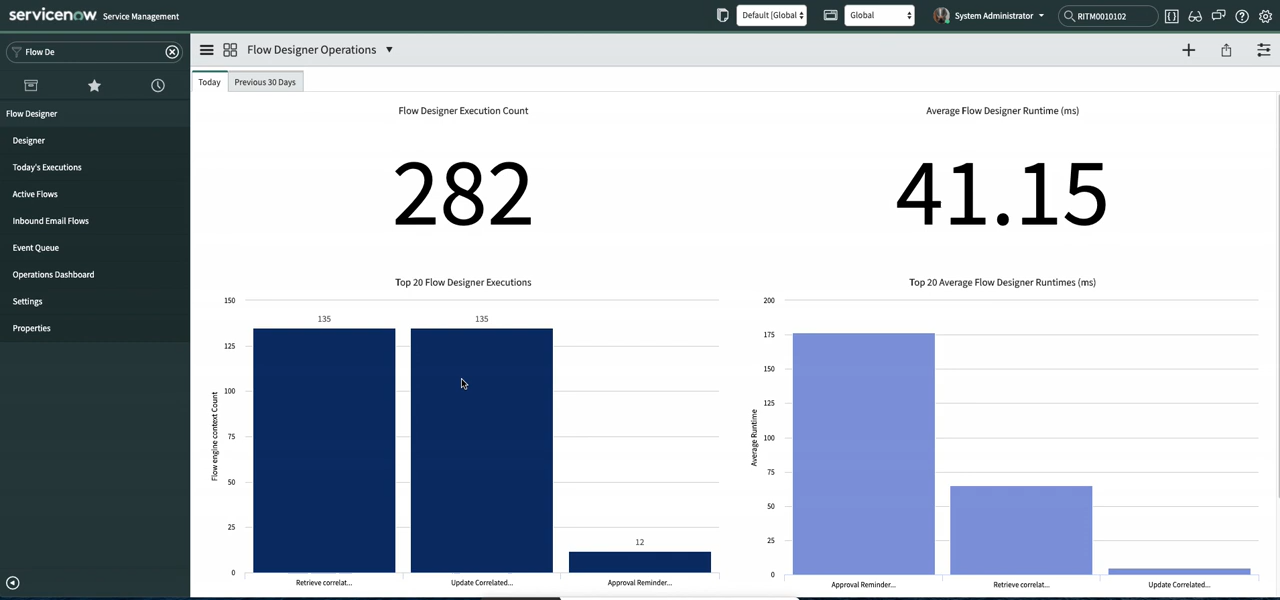 servicenow Service Management
Default [Global
Global
System Administrator
RITM0010102
Flow De
Flow Designer
Designer
Today's Executions
Active Flows
Inbound Email Flows
Event Queue
Operations Dashboard
Settings
Properties
Flow Designer Operations
Today
Previous 30 Days
Flow Designer Execution Count
282
Average Flow Designer Runtime (ms)
41.15
Top 20 Flow Designer Executions
Flow engine context Count
150
125
100
75
50
25
0
135
135
12
Retrieve correlat...
Update Correlated...
Approval Reminder...
Top 20 Average Flow Designer Runtimes (ms)
Average Runtime
200
175
150
125
100
75
50
25
0
Approval Reminder...
Retrieve correlat...
Update Correlated...